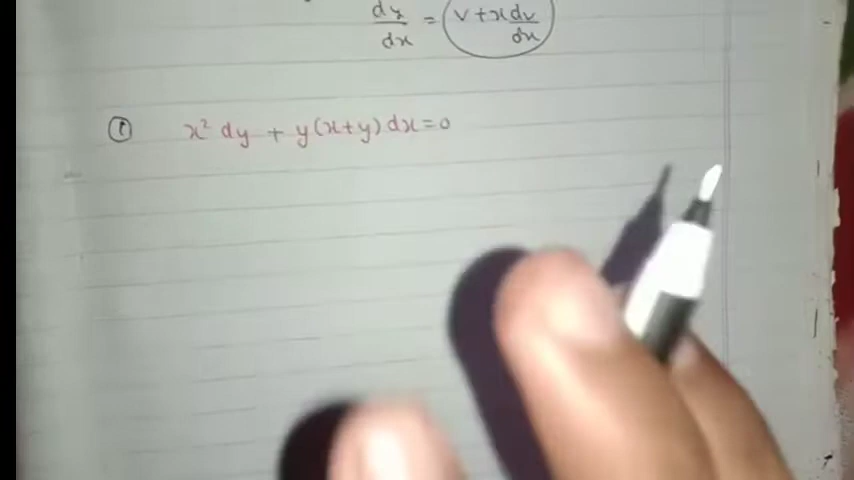 dy/dx = v + x dv/dx
① x² dy + y(x+y) dx = 0